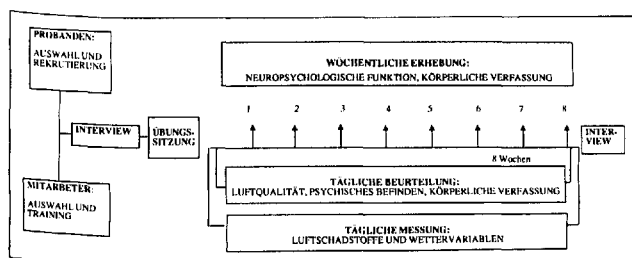 PROBANDEN:
AUSWAHL UND
REKRUTIERUNG
INTERVIEW
ÜBUNGS-
SITZUNG
MITARBETER:
AUSWAHL UND
TRAINING
WÖCHENTLICHE ERHEBUNG:
NEUROPSYCHOLOGISCHE FUNKTION, KÖRPERLICHE VERFASSUNG
1 2 3 4 5 6 7 8
8 Wochen
INTER-
VIEW
TÄGLICHE BEURTEILUNG:
LUFTQUALITÄT, PSYCHISCHES BEFINDEN, KÖRPERLICHE VERFASSUNG
TÄGLICHE MESSUNG:
LUFTSCHADSTOFFE UND WETTERVARIABLEN